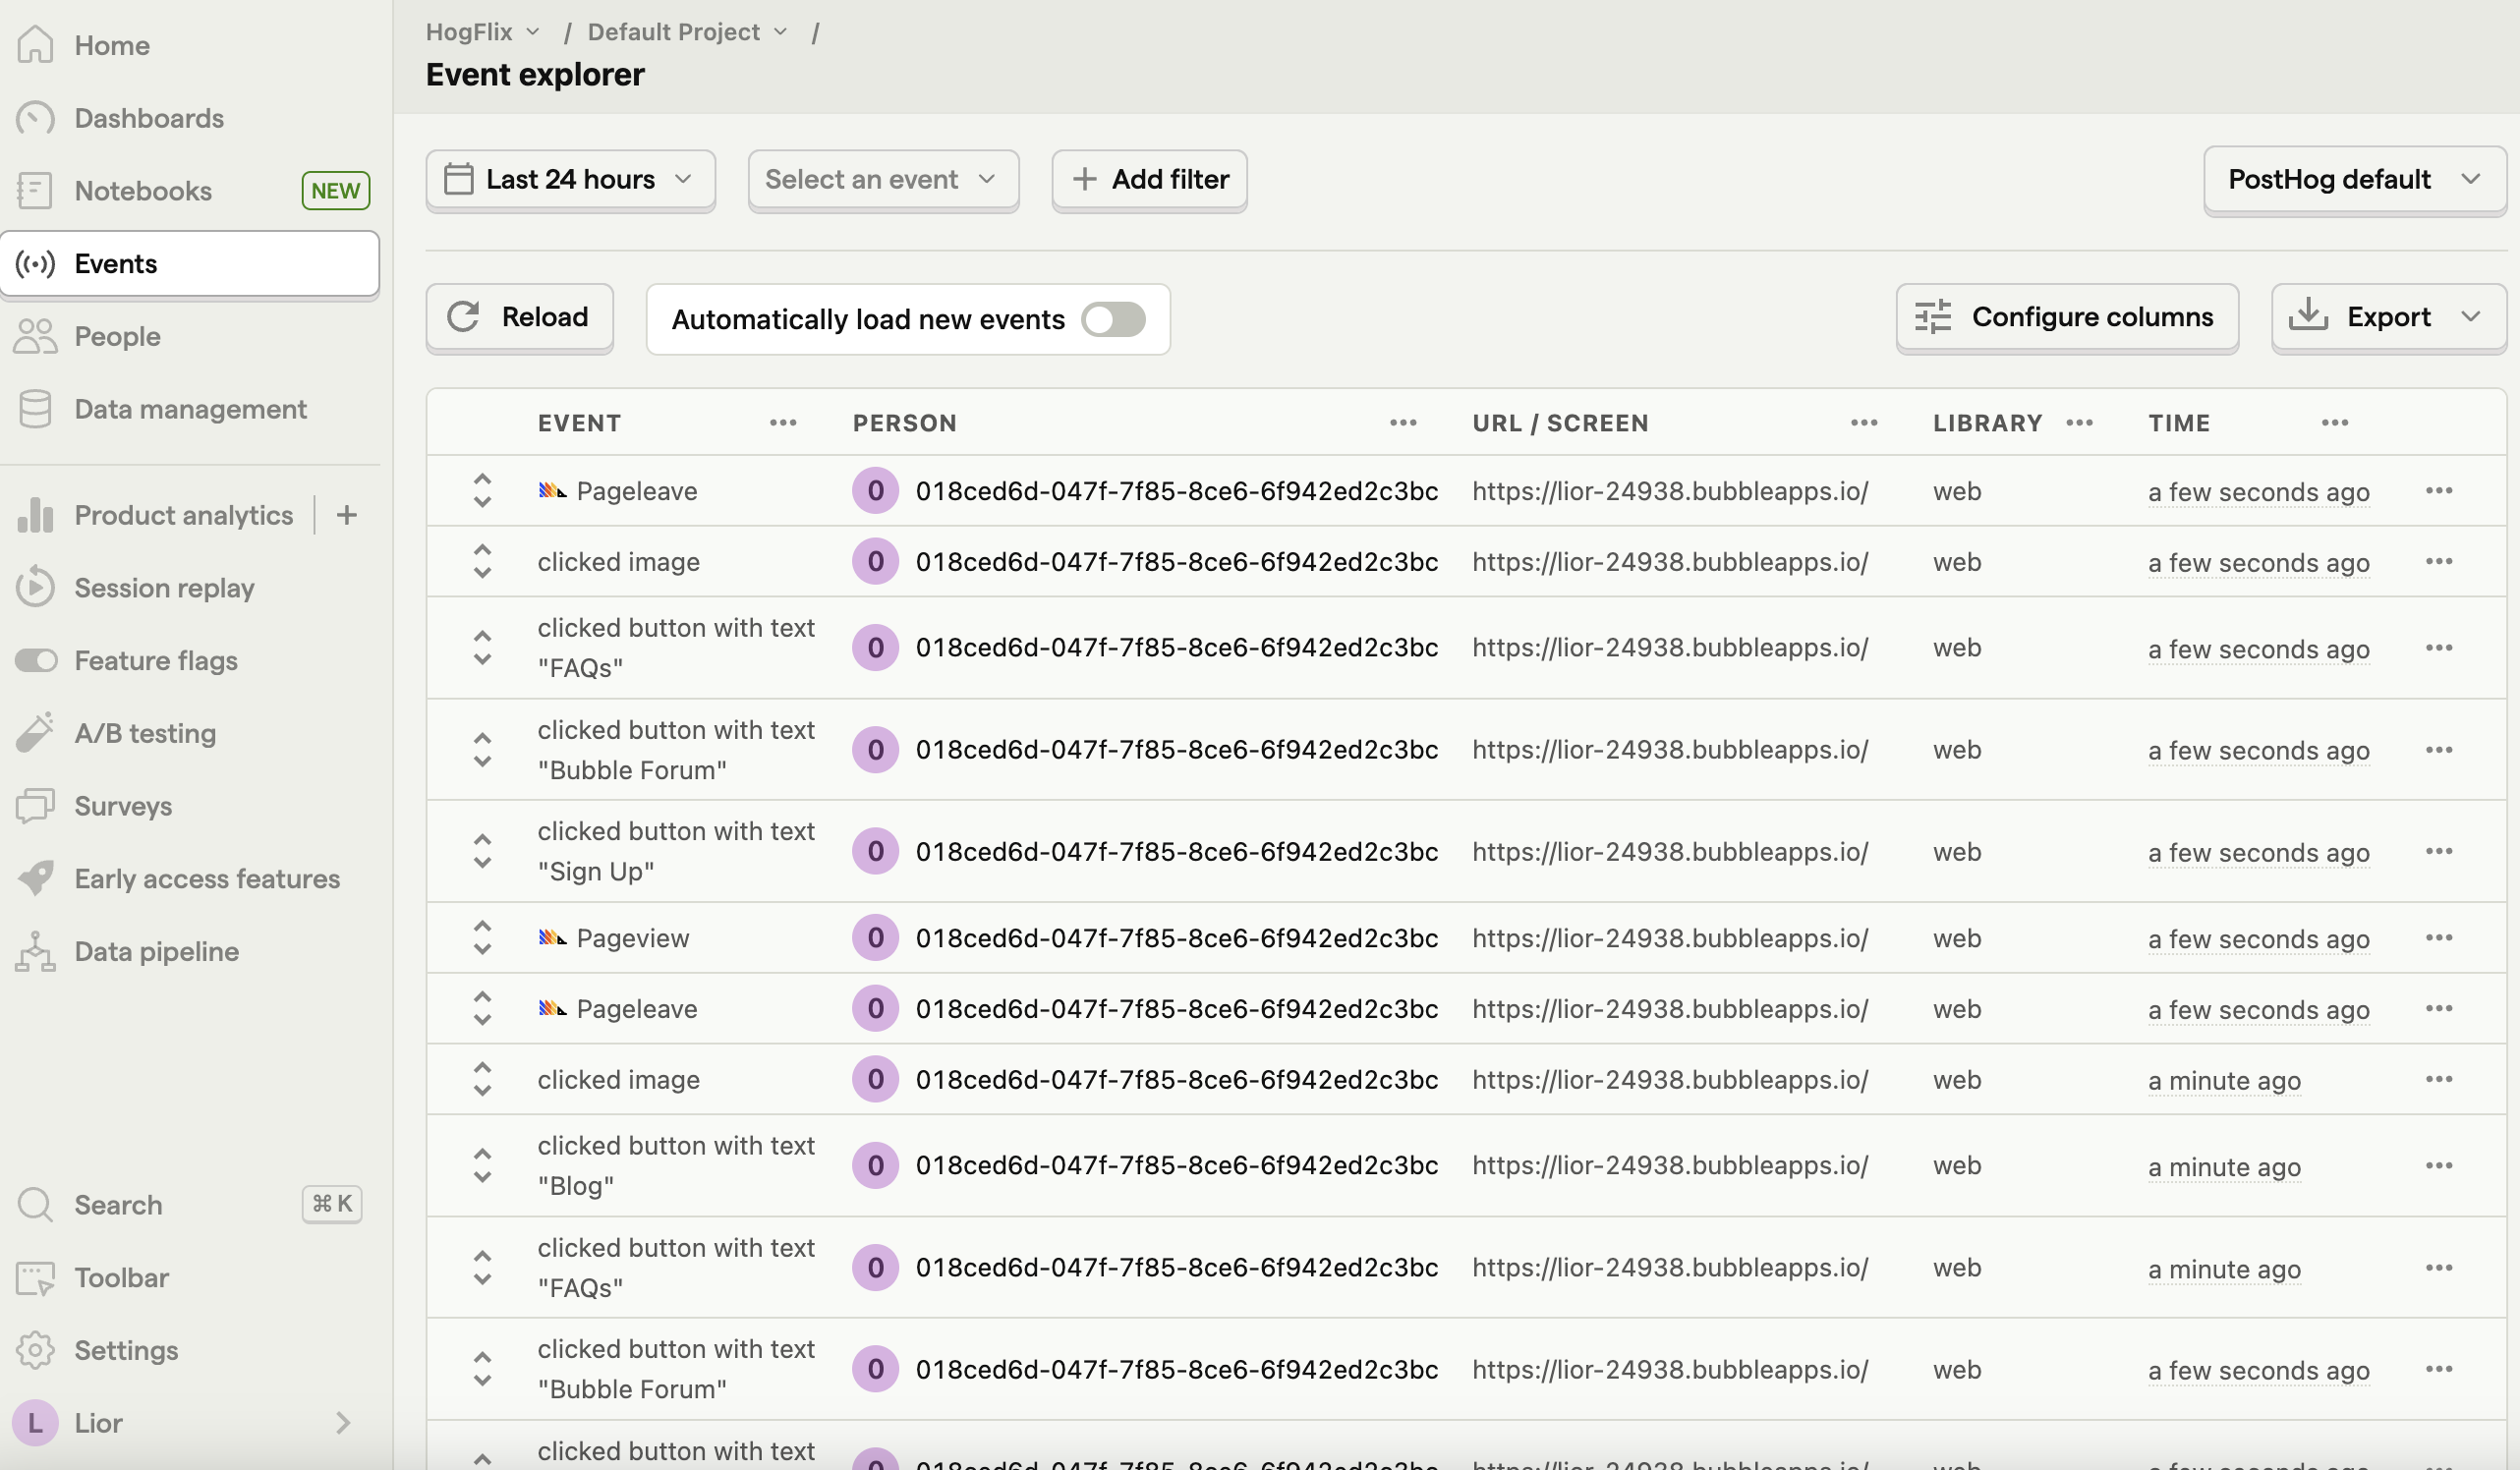 Home
Dashboards
Notebooks NEW
Events
People
Data management
Product analytics +
Session replay
Feature flags
A/B testing
Surveys
Early access features
Data pipeline
Search ⌘ K
Toolbar
Settings
L Lior
HogFlix / Default Project /
Event explorer
Last 24 hours Select an event + Add filter PostHog default
Reload Automatically load new events Configure columns Export
EVENT PERSON URL / SCREEN LIBRARY TIME
Pageleave 0 018ced6d-047f-7f85-8ce6-6f942ed2c3bc https://lior-24938.bubbleapps.io/ web a few seconds ago
clicked image 0 018ced6d-047f-7f85-8ce6-6f942ed2c3bc https://lior-24938.bubbleapps.io/ web a few seconds ago
clicked button with text
"FAQs" 0 018ced6d-047f-7f85-8ce6-6f942ed2c3bc https://lior-24938.bubbleapps.io/ web a few seconds ago
clicked button with text
"Bubble Forum" 0 018ced6d-047f-7f85-8ce6-6f942ed2c3bc https://lior-24938.bubbleapps.io/ web a few seconds ago
clicked button with text
"Sign Up" 0 018ced6d-047f-7f85-8ce6-6f942ed2c3bc https://lior-24938.bubbleapps.io/ web a few seconds ago
Pageview 0 018ced6d-047f-7f85-8ce6-6f942ed2c3bc https://lior-24938.bubbleapps.io/ web a few seconds ago
Pageleave 0 018ced6d-047f-7f85-8ce6-6f942ed2c3bc https://lior-24938.bubbleapps.io/ web a few seconds ago
clicked image 0 018ced6d-047f-7f85-8ce6-6f942ed2c3bc https://lior-24938.bubbleapps.io/ web a minute ago
clicked button with text
"Blog" 0 018ced6d-047f-7f85-8ce6-6f942ed2c3bc https://lior-24938.bubbleapps.io/ web a minute ago
clicked button with text
"FAQs" 0 018ced6d-047f-7f85-8ce6-6f942ed2c3bc https://lior-24938.bubbleapps.io/ web a minute ago
clicked button with text
"Bubble Forum" 0 018ced6d-047f-7f85-8ce6-6f942ed2c3bc https://lior-24938.bubbleapps.io/ web a few seconds ago
clicked button with text